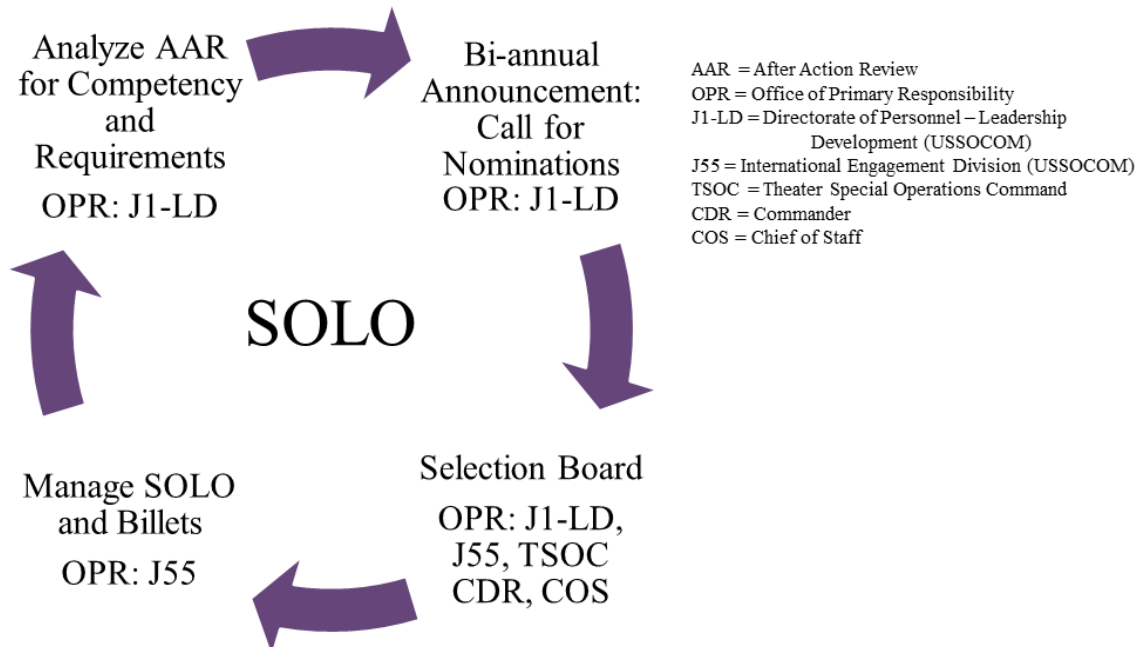 Analyze AAR
for Competency
and
Requirements
OPR: J1-LD
Bi-annual
Announcement:
Call for
Nominations
OPR: J1-LD
AAR = After Action Review
OPR = Office of Primary Responsibility
J1-LD = Directorate of Personnel – Leadership
Development (USSOCOM)
J55 = International Engagement Division (USSOCOM)
TSOC = Theater Special Operations Command
CDR = Commander
COS = Chief of Staff
SOLO
Selection Board
OPR: J1-LD,
J55, TSOC
CDR, COS
Manage SOLO
and Billets
OPR: J55